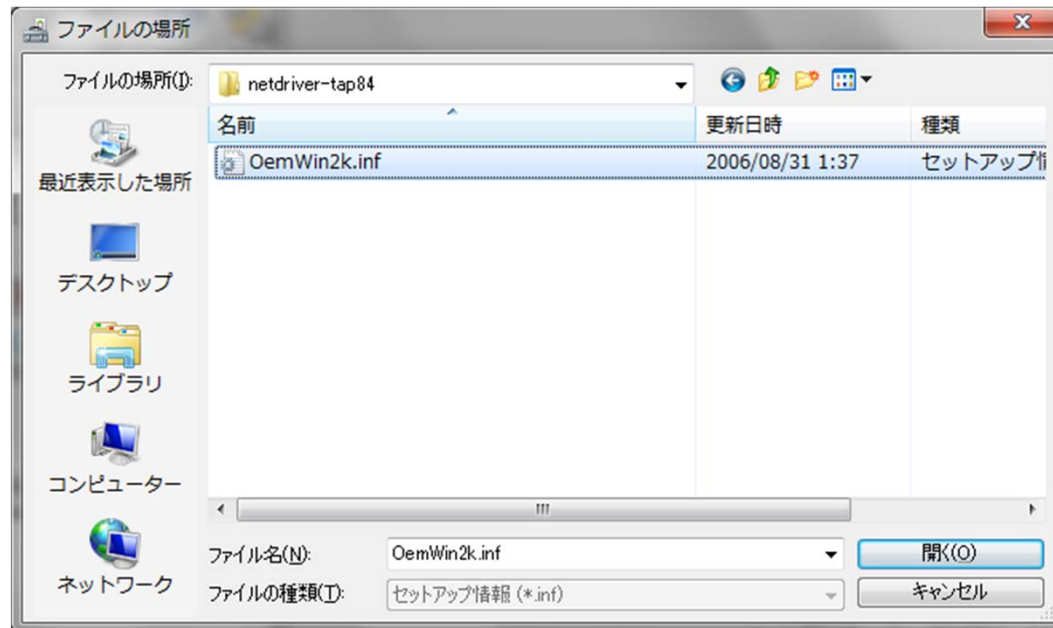 ファイルの場所
ファイルの場所(I):
netdriver-tap84
名前
更新日時
種類
OemWin2k.inf
2006/08/31 1:37
セットアップ情
最近表示した場所
デスクトップ
ライブラリ
コンピューター
ネットワーク
ファイル名(N):
OemWin2k.inf
開く(O)
ファイルの種類(T):
セットアップ情報 (*.inf)
キャンセル